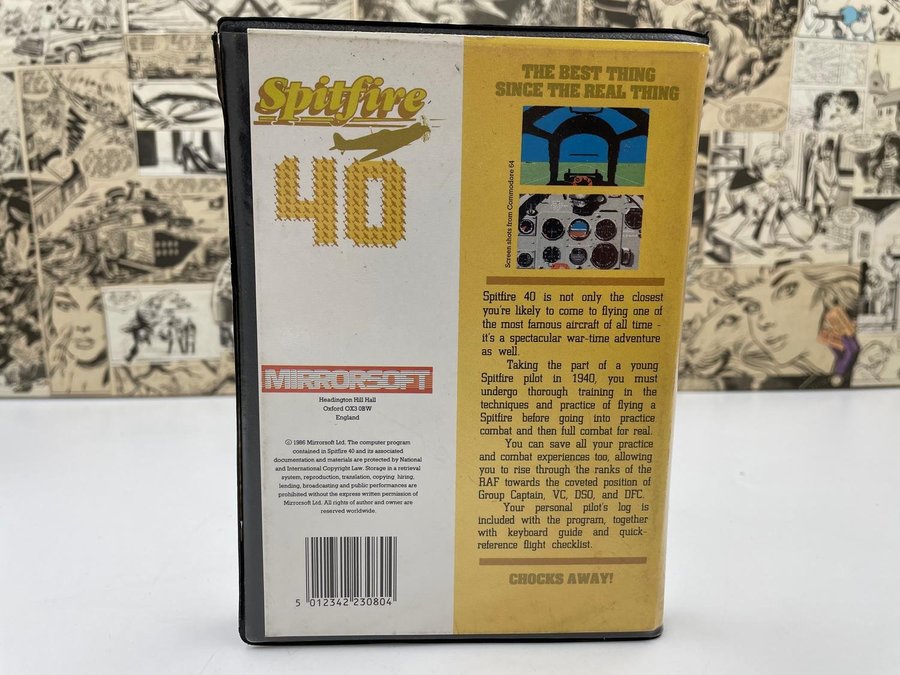 Spitfire
40
MIRRORSOFT
Headington Hill Hall
Oxford OX3 0BW
England
© 1986 Mirrorsoft Ltd. The computer program
contained in Spitfire 40 and its associated
documentation and materials are protected by National
and International Copyright Law. Storage in a retrieval
system, reproduction, translation, copying, hiring,
lending, broadcasting and public performances are
prohibited without the express written permission of
Mirrorsoft Ltd. All rights of author and owner are
reserved worldwide.
5 012342 230804
THE BEST THING
SINCE THE REAL THING
Screen shots from Commodore 64
Spitfire 40 is not only the closest
you're likely to come to flying one of
the most famous aircraft of all time -
it's a spectacular war-time adventure
as well.
Taking the part of a young
Spitfire pilot in 1940, you must
undergo thorough training in the
techniques and practice of flying a
Spitfire before going into practice
combat and then full combat for real.
You can save all your practice
and combat experiences too, allowing
you to rise through the ranks of the
RAF towards the coveted position of
Group Captain, VC, DSO, and DFC.
Your personal pilot's log is
included with the program, together
with keyboard guide and quick-
reference flight checklist.
CHOCKS AWAY!